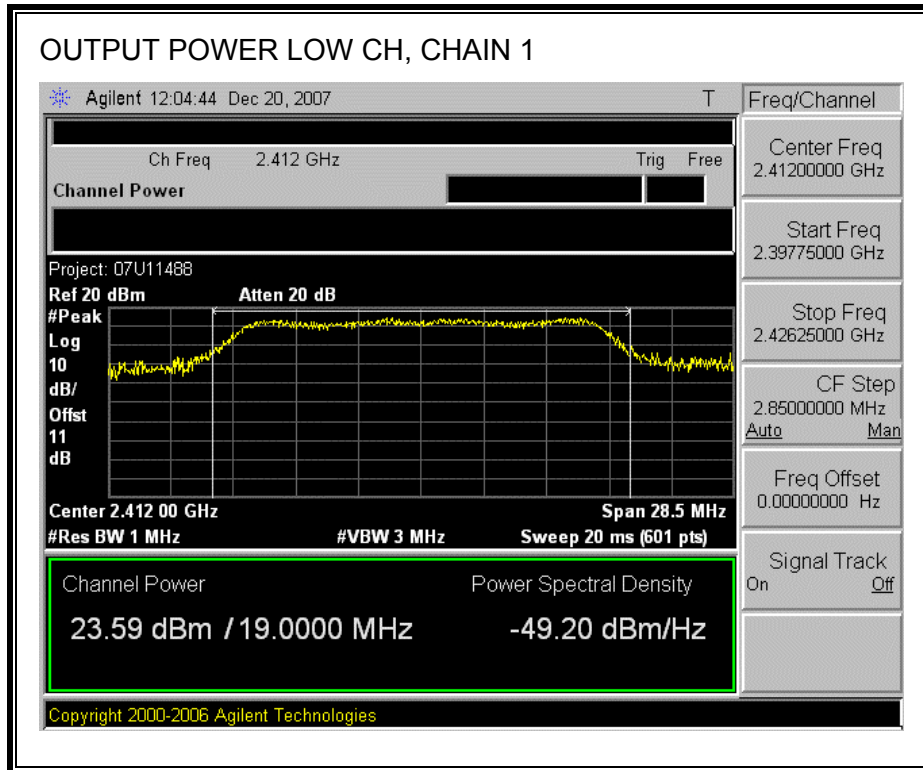 OUTPUT POWER LOW CH, CHAIN 1
Agilent 12:04:44 Dec 20, 2007 T
Freq/Channel
Ch Freq 2.412 GHz Trig Free
Channel Power
Center Freq
2.41200000 GHz
Start Freq
2.39775000 GHz
Stop Freq
2.42625000 GHz
CF Step
2.85000000 MHz
Auto Man
Freq Offset
0.00000000 Hz
Signal Track
On Off
Project: 07U11488
Ref 20 dBm Atten 20 dB
#Peak
Log
10
dB/
Offst
11
dB
Center 2.412 00 GHz Span 28.5 MHz
#Res BW 1 MHz #VBW 3 MHz Sweep 20 ms (601 pts)
Channel Power Power Spectral Density
23.59 dBm / 19.0000 MHz -49.20 dBm/Hz
Copyright 2000-2006 Agilent Technologies